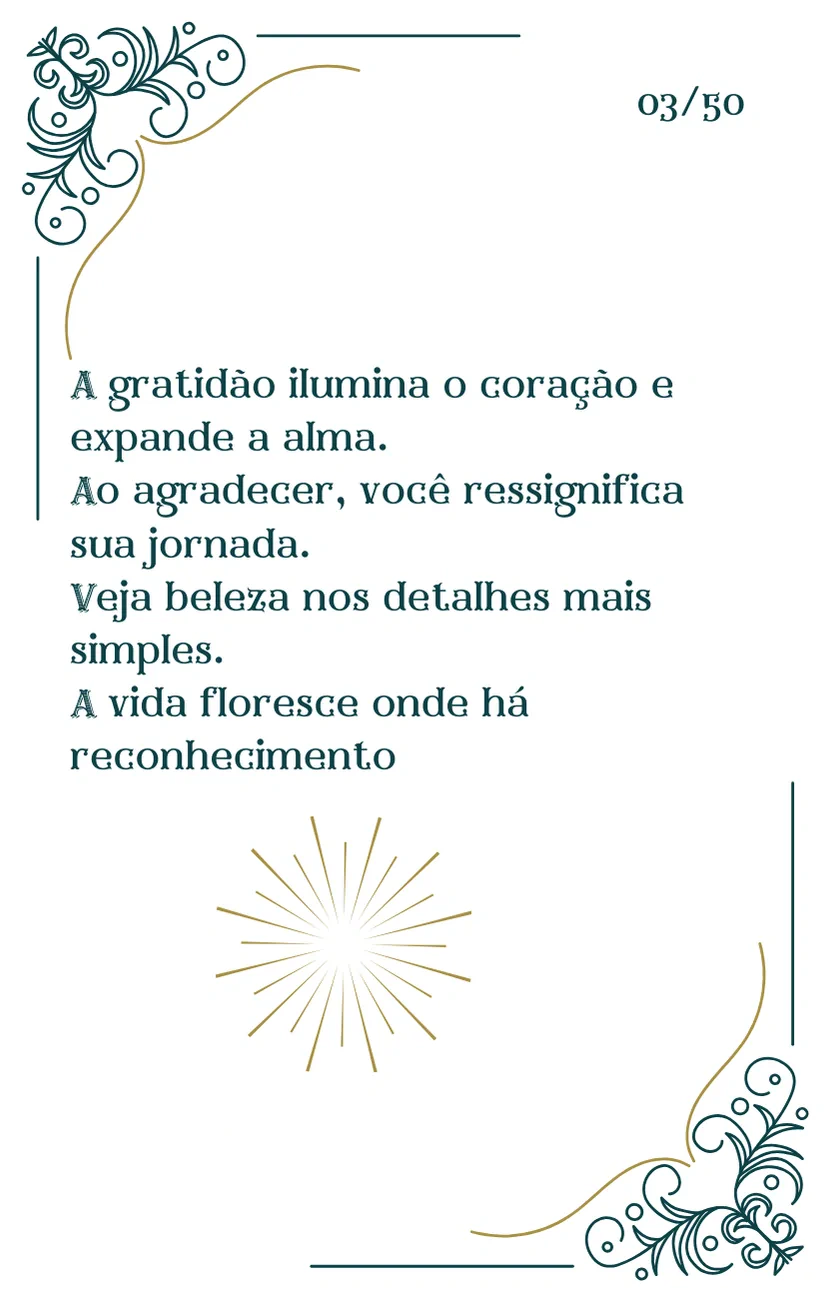 03/50
A gratidão ilumina o coração e
expande a alma.
Ao agradecer, você ressignifica
sua jornada.
Veja beleza nos detalhes mais
simples.
A vida floresce onde há
reconhecimento